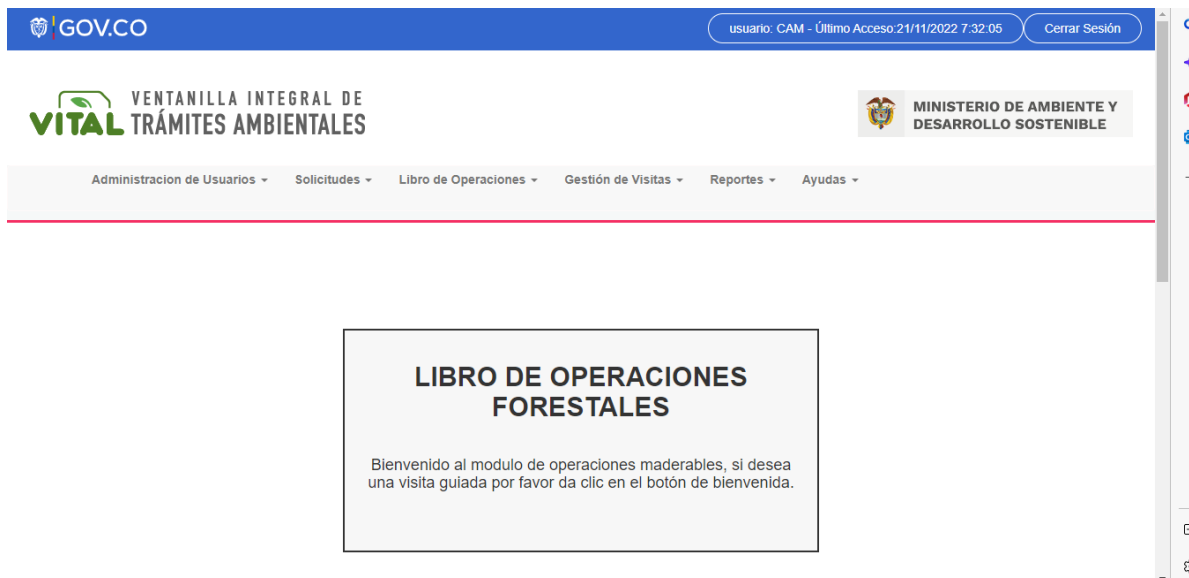 GOV.CO
usuario: CAM - Último Acceso:21/11/2022 7:32:05
Cerrar Sesión
VITAL
VENTANILLA INTEGRAL DE
TRÁMITES AMBIENTALES
MINISTERIO DE AMBIENTE Y
DESARROLLO SOSTENIBLE
Administracion de Usuarios
Solicitudes
Libro de Operaciones
Gestión de Visitas
Reportes
Ayudas
LIBRO DE OPERACIONES
FORESTALES
Bienvenido al modulo de operaciones maderables, si desea
una visita guiada por favor da clic en el botón de bienvenida.